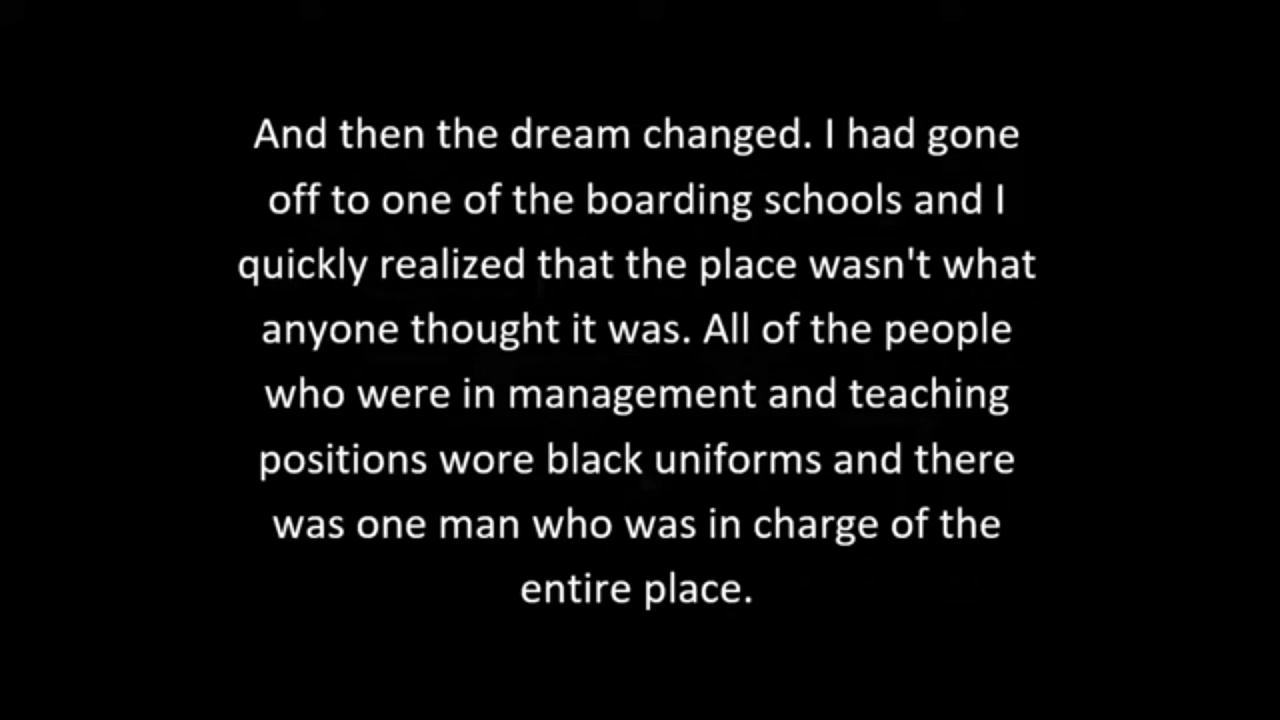 And then the dream changed. I had gone
off to one of the boarding schools and I
quickly realized that the place wasn't what
anyone thought it was. All of the people
who were in management and teaching
positions wore black uniforms and there
was one man who was in charge of the
entire place.